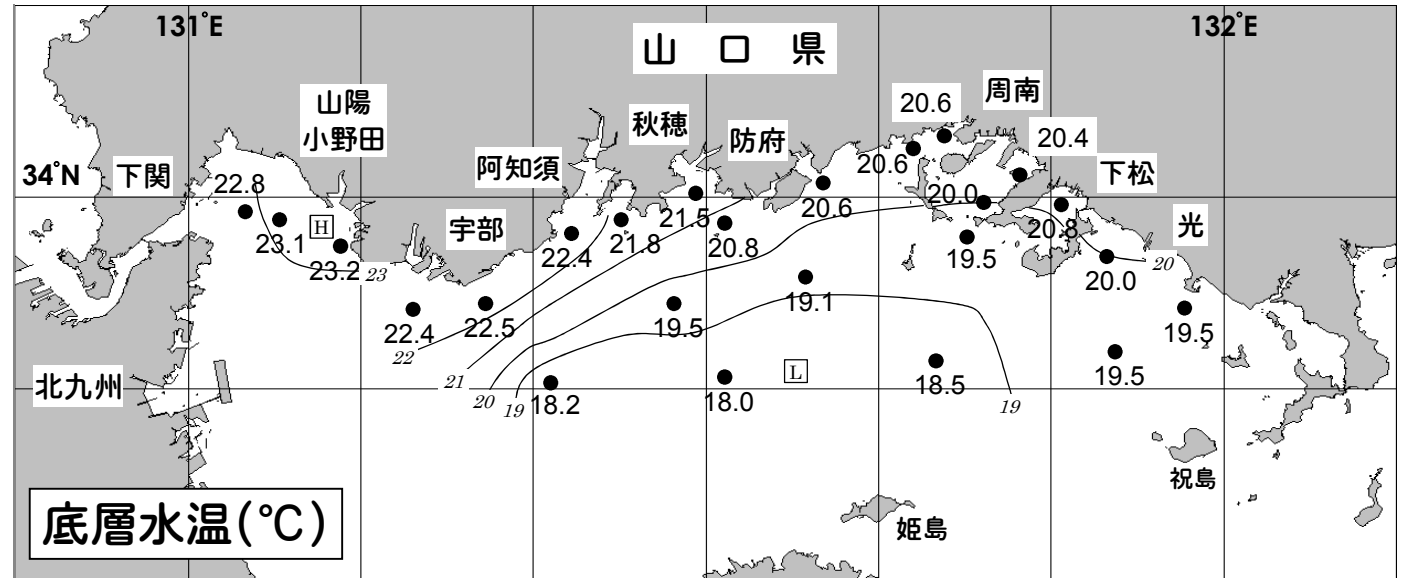 131°E
132°E
山 口 県
20.6
周南
山陽
小野田
秋穂
防府
20.6
20.4
阿知須
下松
34°N
下関
22.8
20.0
23.1
H
宇部
22.4
21.8
21.5
20.8
20.6
20.8
光
23.2
23
19.5
20.0
20
22.4
22.5
19.5
19.1
19.5
22
21
20
19
18.2
18.0
L
18.5
19
19.5
北九州
祝島
姫島
底層水温(℃)